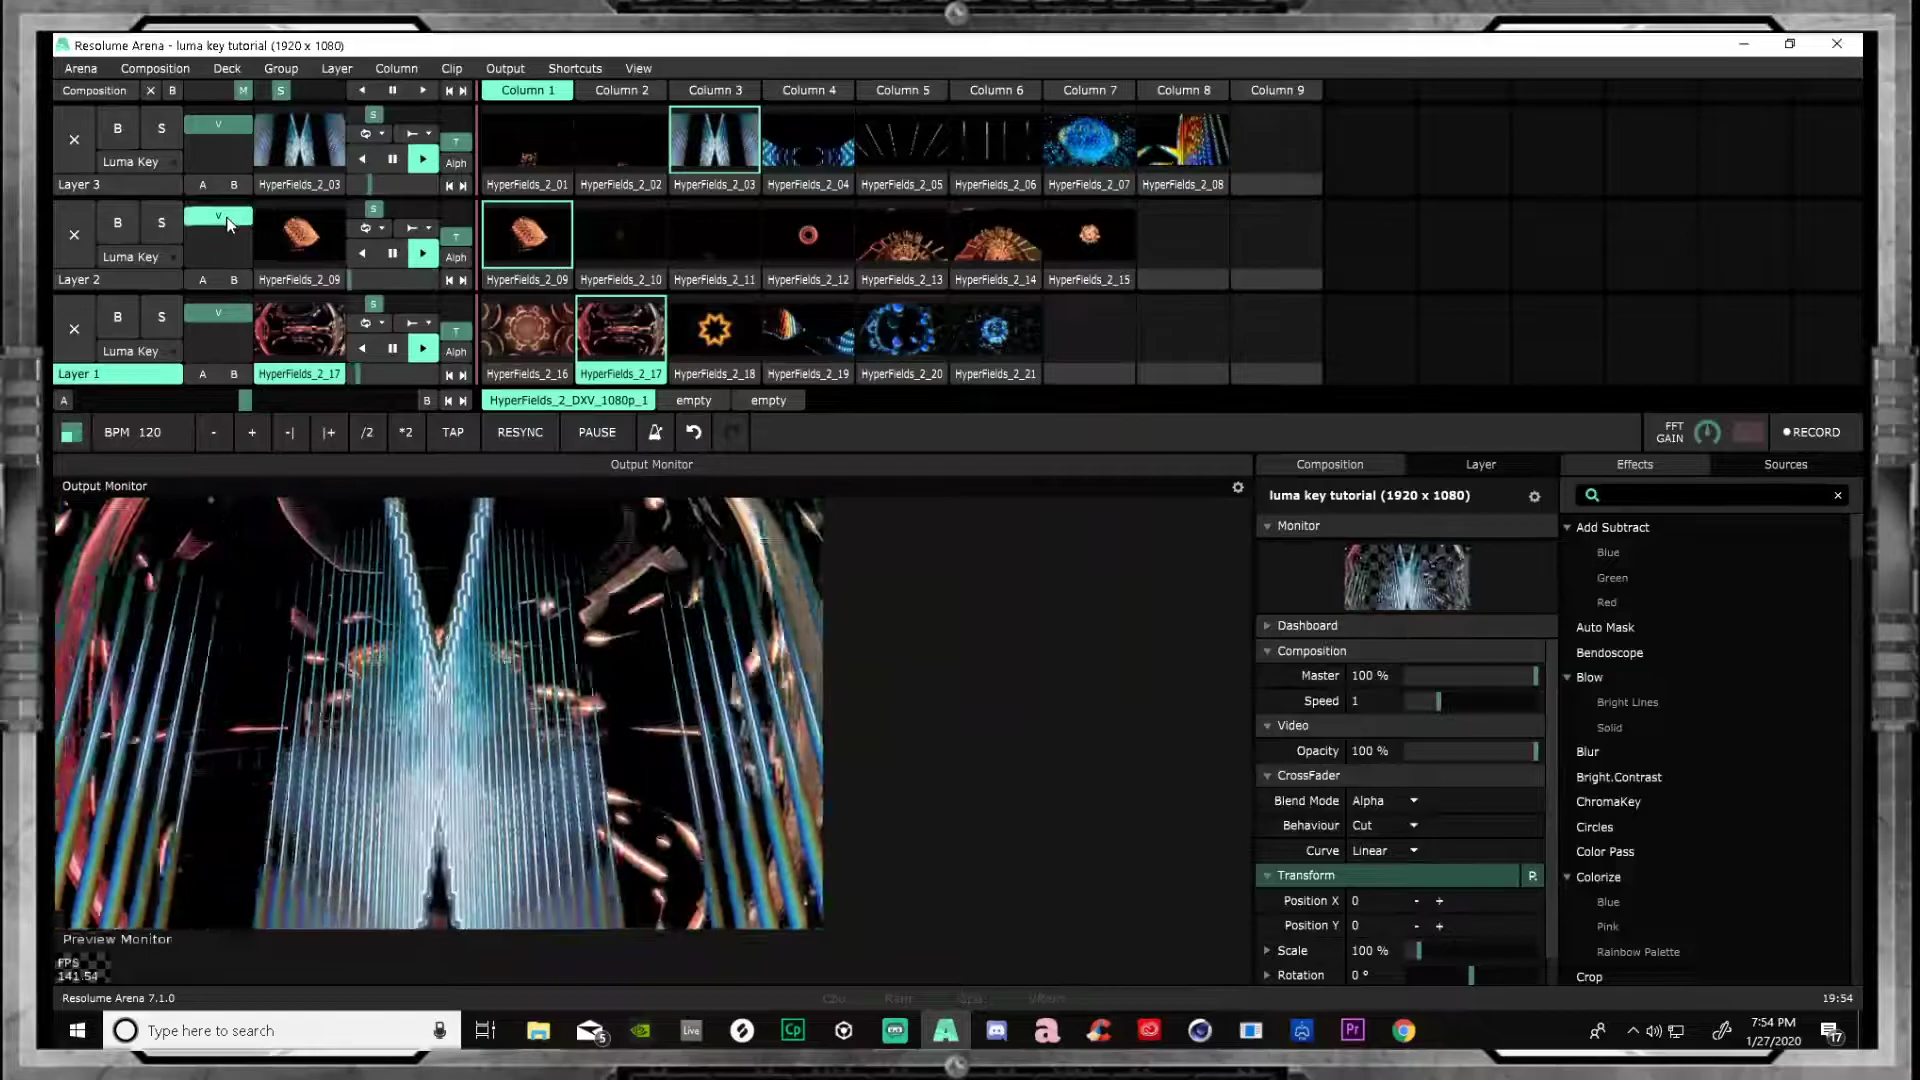 Resolume Arena - luma key tutorial (1920 x 1080)
Arena Composition Deck Group Layer Column Clip Output Shortcuts View
Composition X B M S Column 1 Column 2 Column 3 Column 4 Column 5 Column 6 Column 7 Column 8 Column 9
B S V S T
Luma Key Alph
Layer 3 A B HyperFields_2_03 HyperFields_2_01 HyperFields_2_02 HyperFields_2_03 HyperFields_2_04 HyperFields_2_05 HyperFields_2_06 HyperFields_2_07 HyperFields_2_08
B S V S T
Luma Key Alph
Layer 2 A B HyperFields_2_09 HyperFields_2_09 HyperFields_2_10 HyperFields_2_11 HyperFields_2_12 HyperFields_2_13 HyperFields_2_14 HyperFields_2_15
B S V S T
Luma Key Alph
Layer 1 A B HyperFields_2_17 HyperFields_2_16 HyperFields_2_17 HyperFields_2_18 HyperFields_2_19 HyperFields_2_20 HyperFields_2_21
A B HyperFields_2_DXV_1080p_1 empty empty
BPM 120 - + -| |+ /2 *2 TAP RESYNC PAUSE FFT GAIN RECORD
Output Monitor Composition Layer Effects Sources
Output Monitor
luma key tutorial (1920 x 1080)
Monitor
Dashboard
Composition
Master 100 %
Speed 1
Video
Opacity 100 %
CrossFader
Blend Mode Alpha
Behaviour Cut
Curve Linear
Transform P.
Position X 0 - +
Position Y 0 - +
Scale 100 %
Rotation 0 °
Add Subtract
Blue
Green
Red
Auto Mask
Bendoscope
Blow
Bright Lines
Solid
Blur
Bright.Contrast
ChromaKey
Circles
Color Pass
Colorize
Blue
Pink
Rainbow Palette
Crop
Preview Monitor
FPS
141.54
Resolume Arena 7.1.0 19:54
Type here to search
5
Live
Cp
Pr
7:54 PM
1/27/2020
17